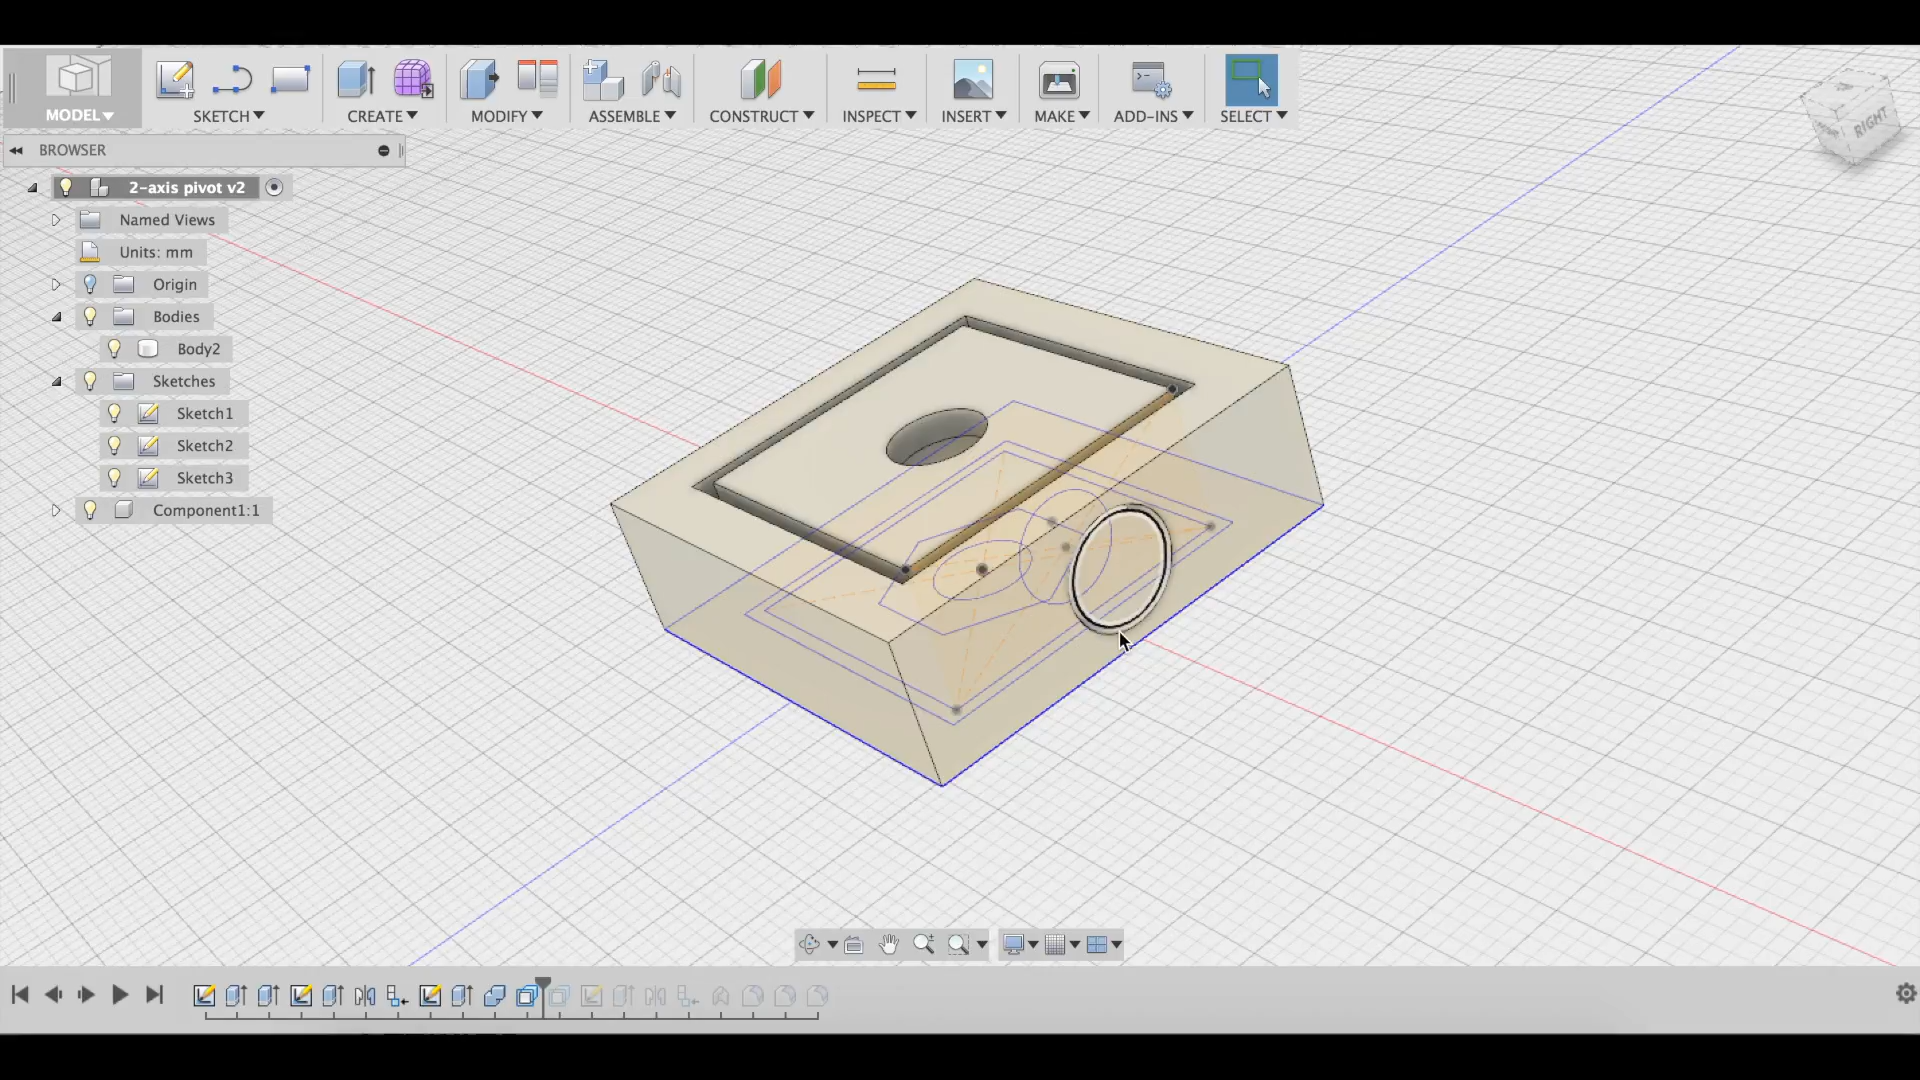 MODEL
SKETCH
CREATE
MODIFY
ASSEMBLE
CONSTRUCT
INSPECT
INSERT
MAKE
ADD-INS
SELECT
RIGHT
BROWSER
2-axis pivot v2
Named Views
Units: mm
Origin
Bodies
Body2
Sketches
Sketch1
Sketch2
Sketch3
Component1:1